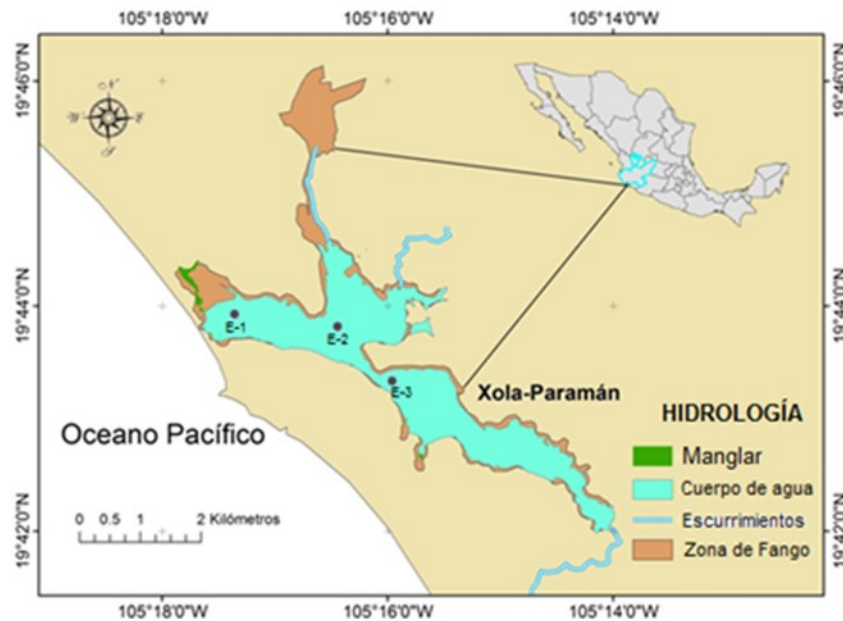 105°18'0"W 105°16'0"W 105°14'0"W
19°46'0"N 19°46'0"N
19°44'0"N 19°44'0"N
E-1
E-2
E-3
Xola-Paramán
Oceano Pacífico
HIDROLOGÍA
Manglar
Cuerpo de agua
Escurrimientos
Zona de Fango
0 0.5 1 2 Kilómetros
19°42'0"N 19°42'0"N
105°18'0"W 105°16'0"W 105°14'0"W